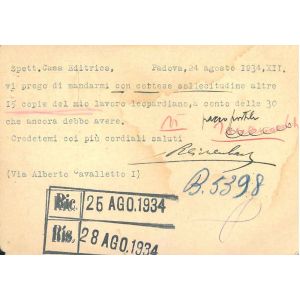 Spett. Casa Editrice, Padova, 24 agosto 1934, XII.
vi prego di mandarmi con cortese sollecitudine altre
15 copie del mio lavoro leopardiano, a conto delle 30
che ancora debbo avere.
Credetemi coi più cordiali saluti
(Via Alberto Cavalletto I)
B.5398
Ric. 25 AGO.1934
Ris. 28 AGO.1934